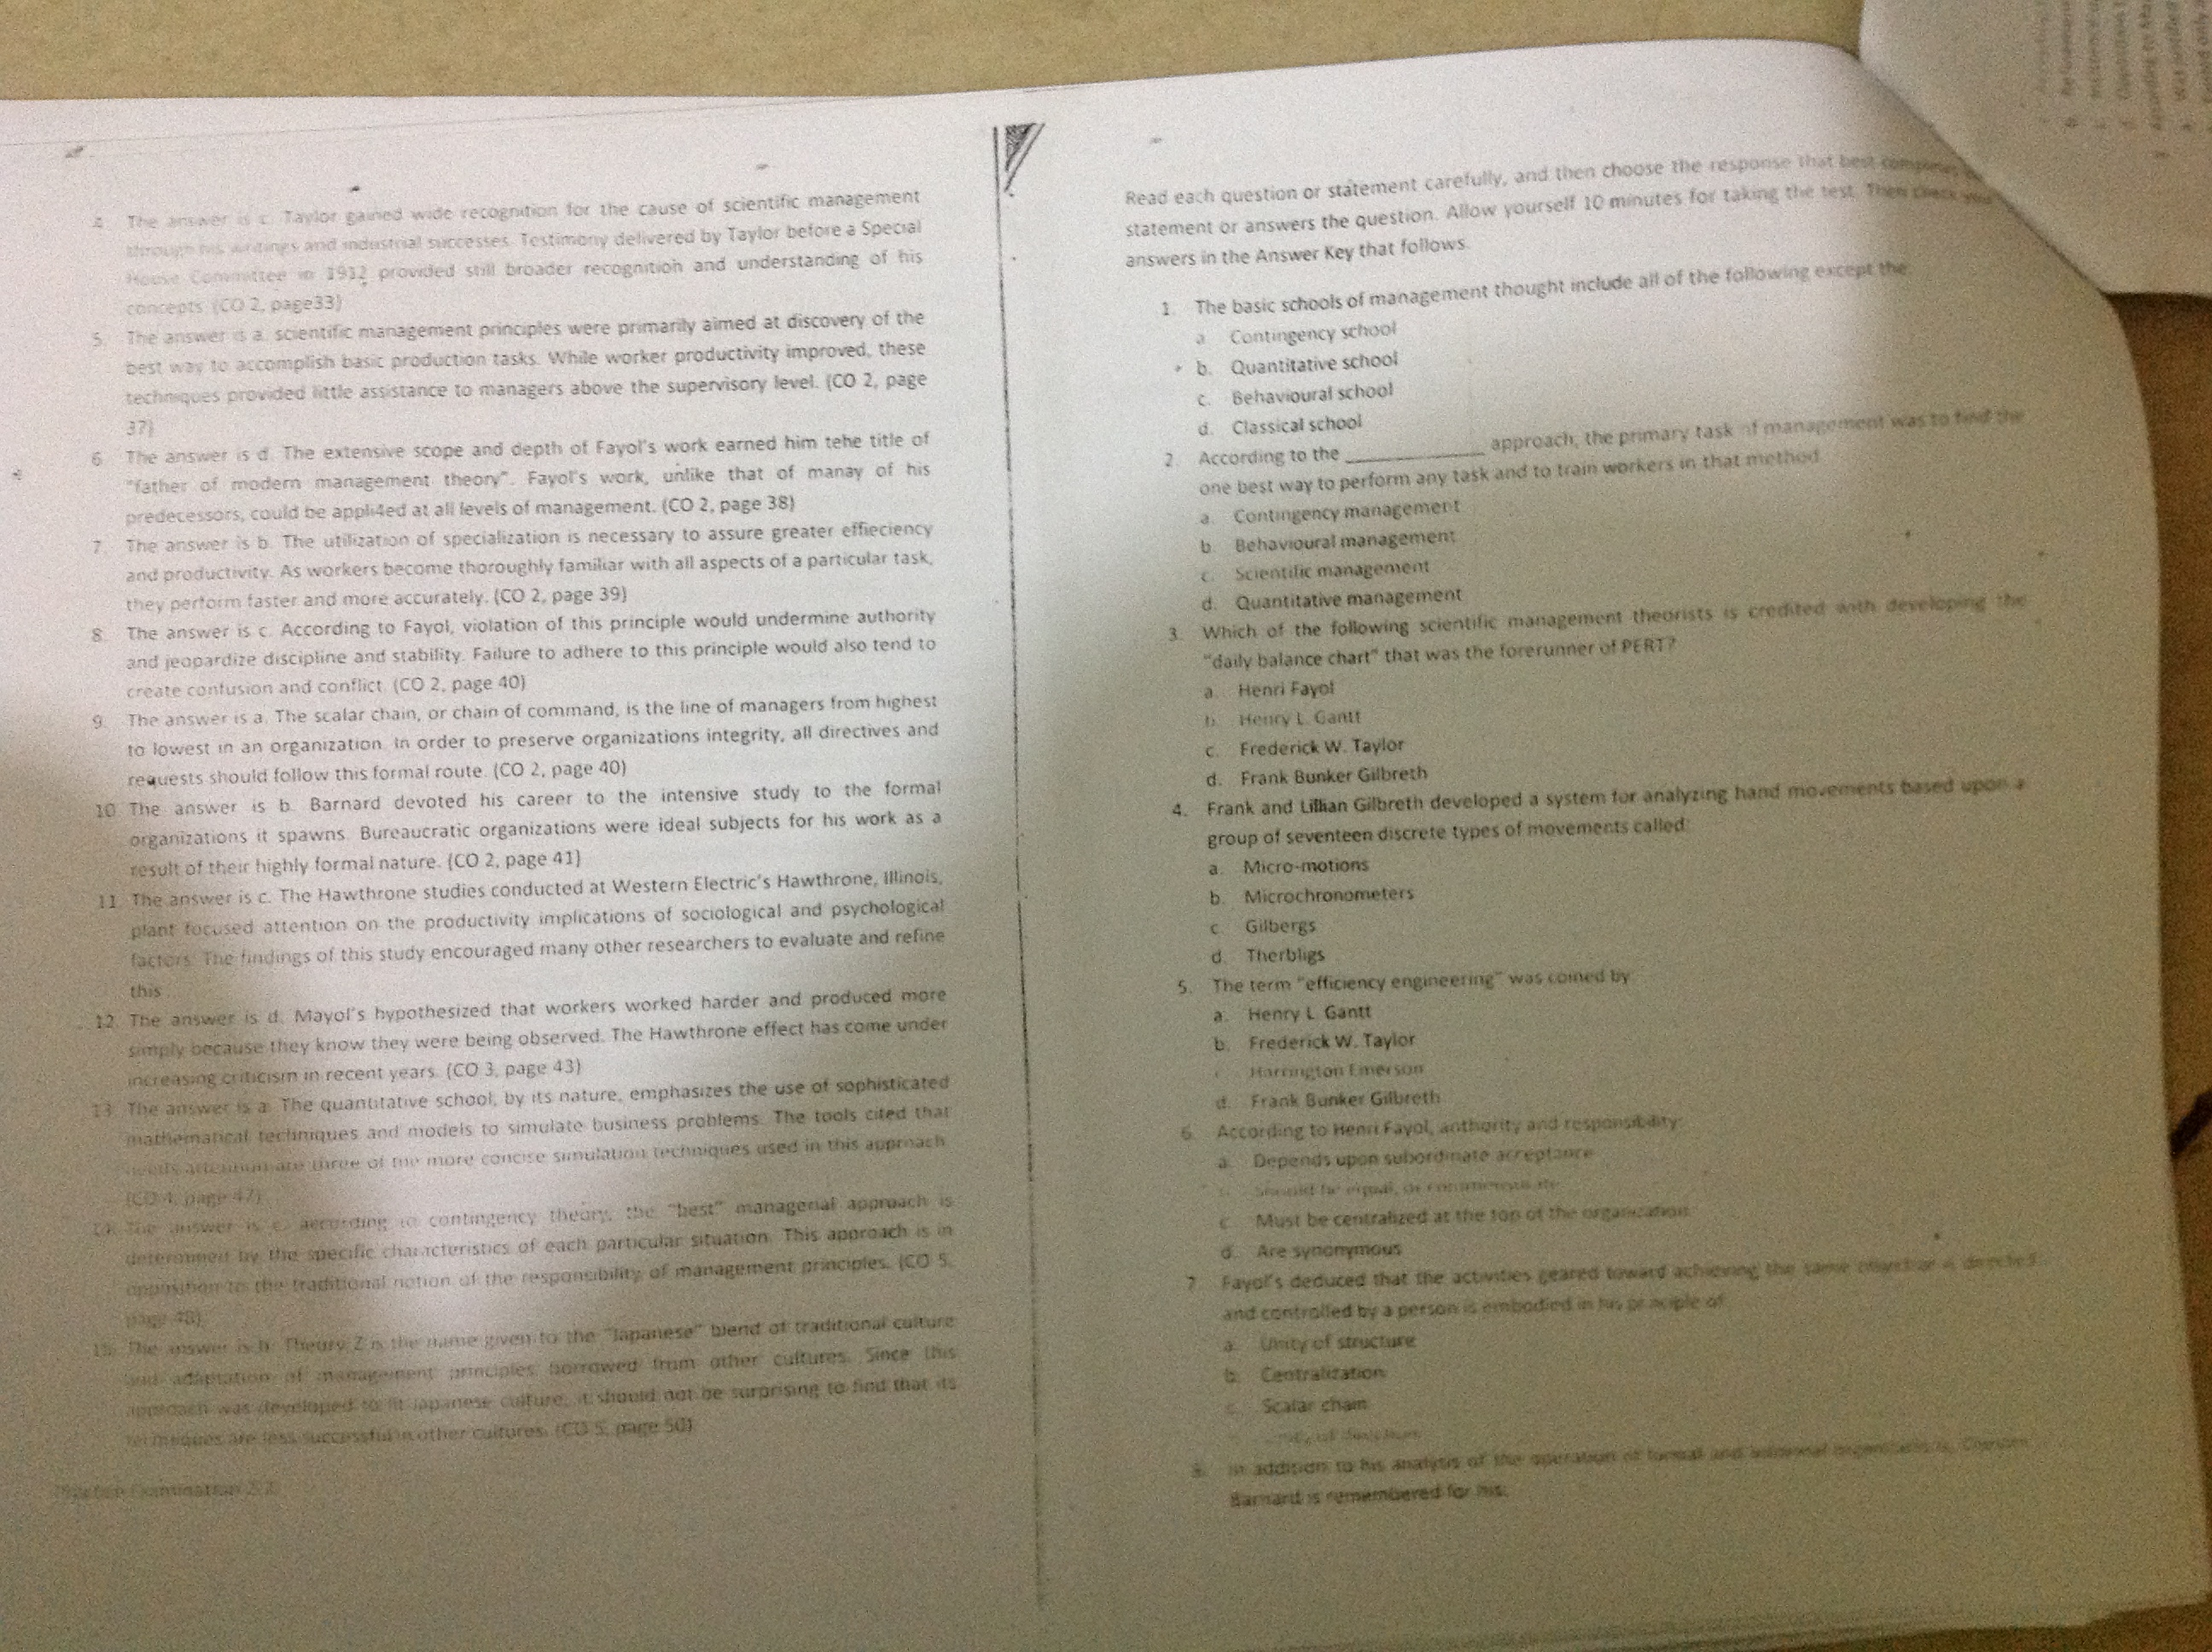 4. The answer is c. Taylor gained wide recognition for the cause of scientific management
through his writings and industrial successes. Testimony delivered by Taylor before a Special
House Committee in 1912 provided still broader recognition and understanding of his
concepts. (CO 2, page33)
5. The answer is a. scientific management principles were primarily aimed at discovery of the
best way to accomplish basic production tasks. While worker productivity improved, these
techniques provided little assistance to managers above the supervisory level. (CO 2, page
37)
6. The answer is d. The extensive scope and depth of Fayol's work earned him tehe title of
"father of modern management theory". Fayol's work, unlike that of manay of his
predecessors, could be appli4ed at all levels of management. (CO 2, page 38)
7. The answer is b. The utilization of specialization is necessary to assure greater effieciency
and productivity. As workers become thoroughly familiar with all aspects of a particular task,
they perform faster and more accurately. (CO 2, page 39)
8. The answer is c. According to Fayol, violation of this principle would undermine authority
and jeopardize discipline and stability. Failure to adhere to this principle would also tend to
create confusion and conflict. (CO 2, page 40)
9. The answer is a. The scalar chain, or chain of command, is the line of managers from highest
to lowest in an organization. In order to preserve organizations integrity, all directives and
requests should follow this formal route. (CO 2, page 40)
10. The answer is b. Barnard devoted his career to the intensive study to the formal
organizations it spawns. Bureaucratic organizations were ideal subjects for his work as a
result of their highly formal nature. (CO 2, page 41)
11. The answer is c. The Hawthrone studies conducted at Western Electric's Hawthrone, Illinois,
plant focused attention on the productivity implications of sociological and psychological
factors. The findings of this study encouraged many other researchers to evaluate and refine
this
12. The answer is d. Mayol's hypothesized that workers worked harder and produced more
simply because they know they were being observed. The Hawthrone effect has come under
increasing criticism in recent years. (CO 3, page 43)
13. The answer is a. The quantitative school, by its nature, emphasizes the use of sophisticated
mathematical techniques and models to simulate business problems. The tools cited that
needs attention are three of the more concise simulation techniques used in this approach.
(CO 4, page 47)
14. The answer is c. according to contingency theory, the "best" managerial approach is
determined by the specific characteristics of each particular situation. This approach is in
opposition to the traditional notion of the responsibility of management principles. (CO 5,
page 48)
15. The answer is b. Theory Z is the name given to the "Japanese" blend of traditional culture
and adaptation of management principles borrowed from other cultures. Since this
approach was developed to fit Japanese culture, it should not be surprising to find that its
techniques are less successful in other cultures. (CO 5, page 50)
Examination 2.2
Read each question or statement carefully, and then choose the response that best completes
statement or answers the question. Allow yourself 10 minutes for taking the test. Then check your
answers in the Answer Key that follows.
1. The basic schools of management thought include all of the following except the:
a. Contingency school
b. Quantitative school
c. Behavioural school
d. Classical school
2. According to the ____________ approach, the primary task of management was to find the
one best way to perform any task and to train workers in that method.
a. Contingency management
b. Behavioural management
c. Scientific management
d. Quantitative management
3. Which of the following scientific management theorists is credited with developing the
"daily balance chart" that was the forerunner of PERT?
a. Henri Fayol
b. Henry L. Gantt
c. Frederick W. Taylor
d. Frank Bunker Gilbreth
4. Frank and Lillian Gilbreth developed a system for analyzing hand movements based upon a
group of seventeen discrete types of movements called:
a. Micro-motions
b. Microchronometers
c. Gilbergs
d. Therbligs
5. The term "efficiency engineering" was coined by:
a. Henry L. Gantt
b. Frederick W. Taylor
c. Harrington Emerson
d. Frank Bunker Gilbreth
6. According to Henri Fayol, authority and responsibility:
a. Depends upon subordinate acceptance
Should be equal, or commensurate
c. Must be centralized at the top of the organization
d. Are synonymous
7. Fayol's deduced that the activities geared toward achieving the same objective directed
and controlled by a person is embodied in his principle of:
a. Unity of structure
b. Centralization
c. Scalar chain
of direction
8. In addition to his analysis of the operation of formal and informal organizations, Chester
Barnard is remembered for his: